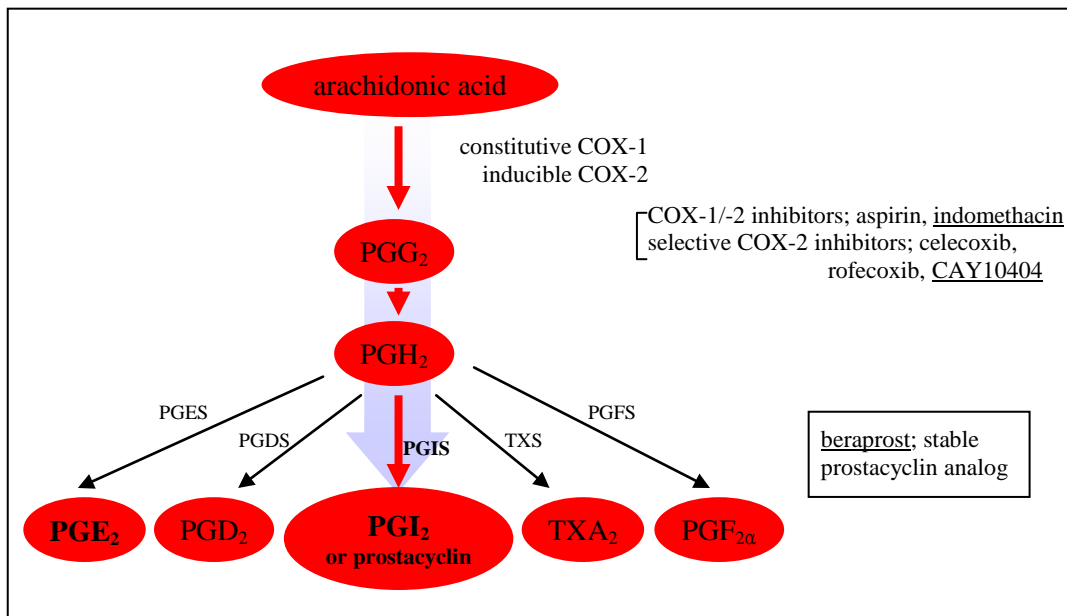 arachidonic acid
constitutive COX-1
inducible COX-2
COX-1/-2 inhibitors; aspirin, indomethacin
selective COX-2 inhibitors; celecoxib,
rofecoxib, CAY10404
PGG₂
PGH₂
PGES
PGDS
PGIS
TXS
PGFS
beraprost; stable
prostacyclin analog
PGE₂
PGD₂
PGI₂
or prostacyclin
TXA₂
PGF₂α